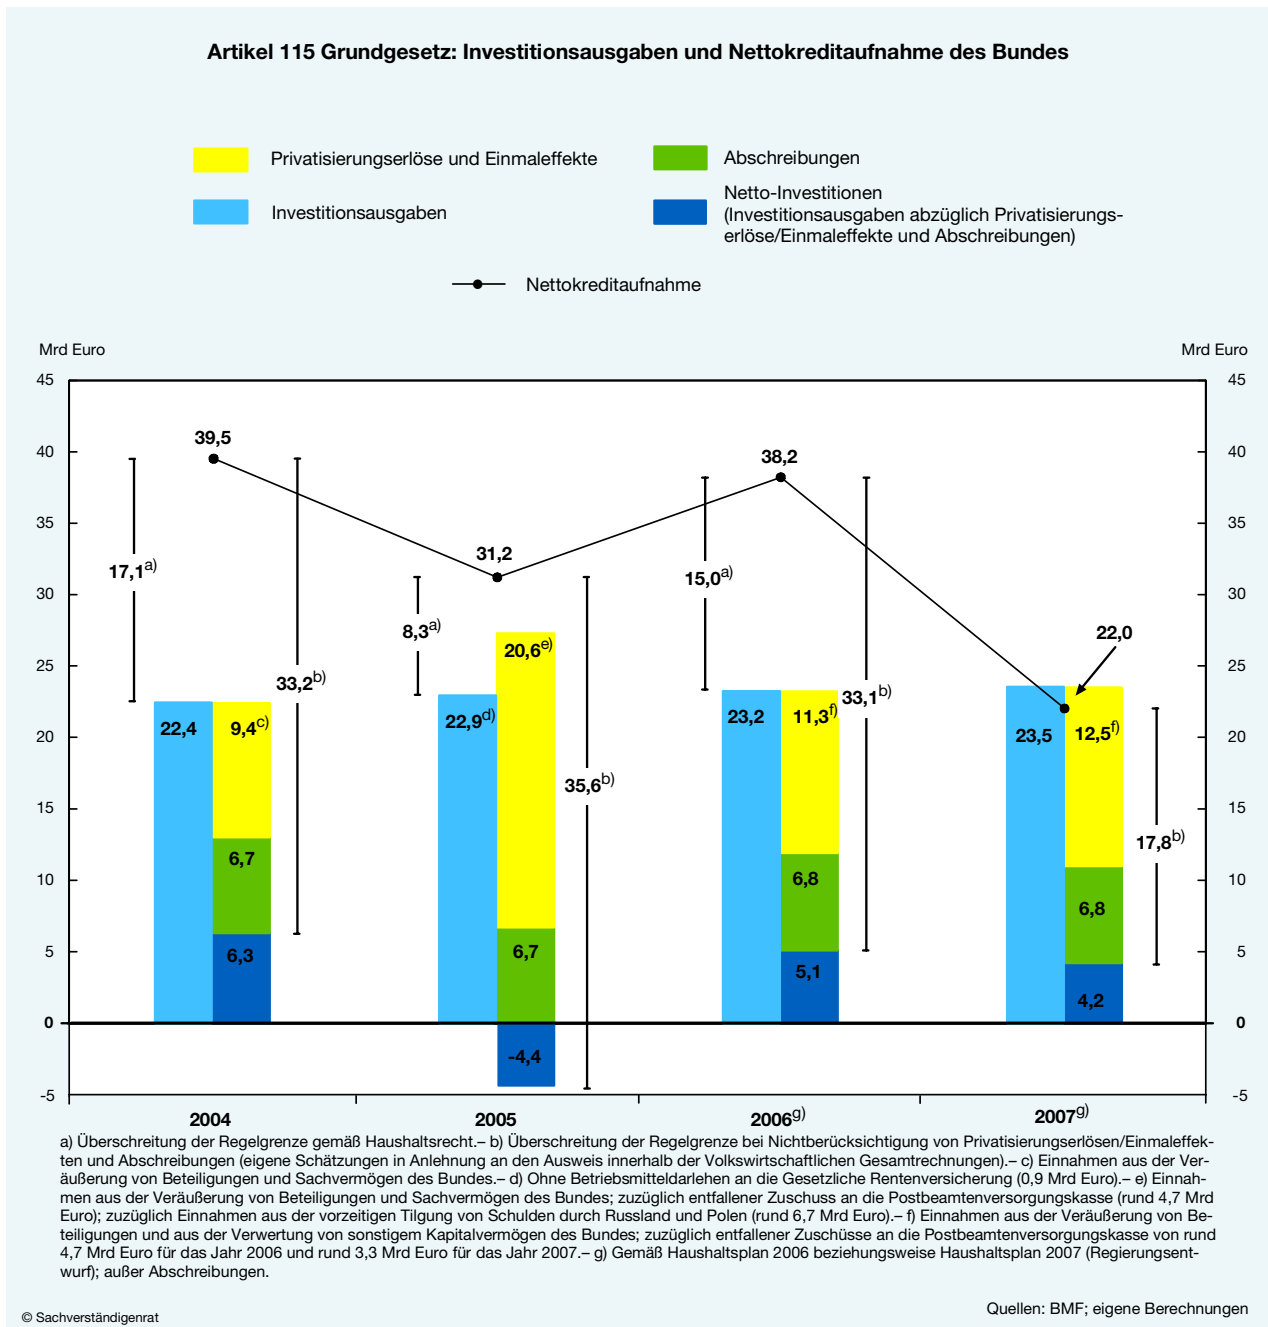 Artikel 115 Grundgesetz: Investitionsausgaben und Nettokreditaufnahme des Bundes
Privatisierungserlöse und Einmaleffekte
Abschreibungen
Investitionsausgaben
Netto-Investitionen
(Investitionsausgaben abzüglich Privatisierungs-
erlöse/Einmaleffekte und Abschreibungen)
Nettokreditaufnahme
Mrd Euro
Mrd Euro
45
45
39,5
40
38,2
40
35
35
31,2
17,1a)
15,0a)
30
30
8,3a)
22,0
20,6e)
25
25
33,2b)
33,1b)
22,4
9,4c)
22,9d)
23,2
11,3f)
23,5
12,5f)
20
20
35,6b)
15
15
17,8b)
6,7
6,8
10
10
6,8
6,3
6,7
5
5
5,1
4,2
0
0
-4,4
-5
-5
2004
2005
2006g)
2007g)
a) Überschreitung der Regelgrenze gemäß Haushaltsrecht.– b) Überschreitung der Regelgrenze bei Nichtberücksichtigung von Privatisierungserlösen/Einmaleffek-
ten und Abschreibungen (eigene Schätzungen in Anlehnung an den Ausweis innerhalb der Volkswirtschaftlichen Gesamtrechnungen).– c) Einnahmen aus der Ver-
äußerung von Beteiligungen und Sachvermögen des Bundes.– d) Ohne Betriebsmitteldarlehen an die Gesetzliche Rentenversicherung (0,9 Mrd Euro).– e) Einnah-
men aus der Veräußerung von Beteiligungen und Sachvermögen des Bundes; zuzüglich entfallener Zuschuss an die Postbeamtenversorgungskasse (rund 4,7 Mrd
Euro); zuzüglich Einnahmen aus der vorzeitigen Tilgung von Schulden durch Russland und Polen (rund 6,7 Mrd Euro).– f) Einnahmen aus der Veräußerung von Be-
teiligungen und aus der Verwertung von sonstigem Kapitalvermögen des Bundes; zuzüglich entfallener Zuschüsse an die Postbeamtenversorgungskasse von rund
4,7 Mrd Euro für das Jahr 2006 und rund 3,3 Mrd Euro für das Jahr 2007.– g) Gemäß Haushaltsplan 2006 beziehungsweise Haushaltsplan 2007 (Regierungsent-
wurf); außer Abschreibungen.
Quellen: BMF; eigene Berechnungen
© Sachverständigenrat